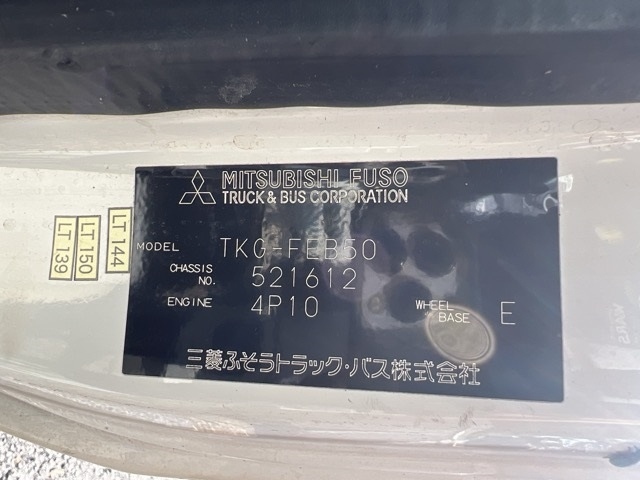 MITSUBISHI FUSO
TRUCK & BUS CORPORATION
MODEL TKG-FEB50
CHASSIS NO. 521612
ENGINE 4P10 WHEEL BASE E
三菱ふそうトラック・バス株式会社
LT 139
LT 150
LT 144